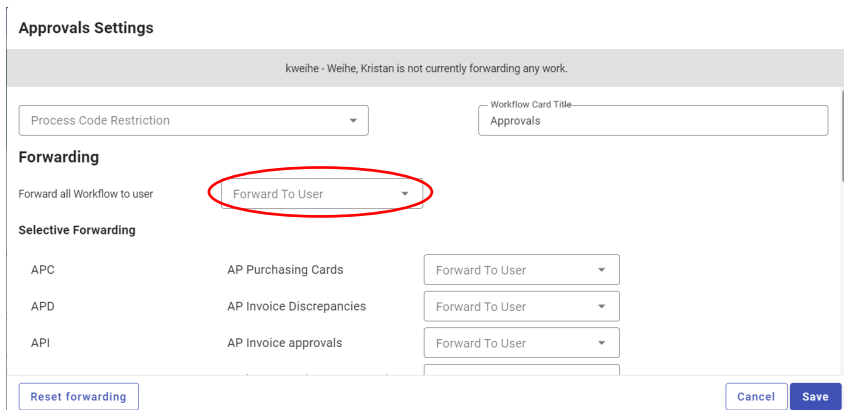 Approvals Settings
kweihe - Weihe, Kristan is not currently forwarding any work.
Process Code Restriction
Workflow Card Title
Approvals
Forwarding
Forward all Workflow to user
Forward To User
Selective Forwarding
APC AP Purchasing Cards Forward To User
APD AP Invoice Discrepancies Forward To User
API AP Invoice approvals Forward To User
Reset forwarding Cancel Save